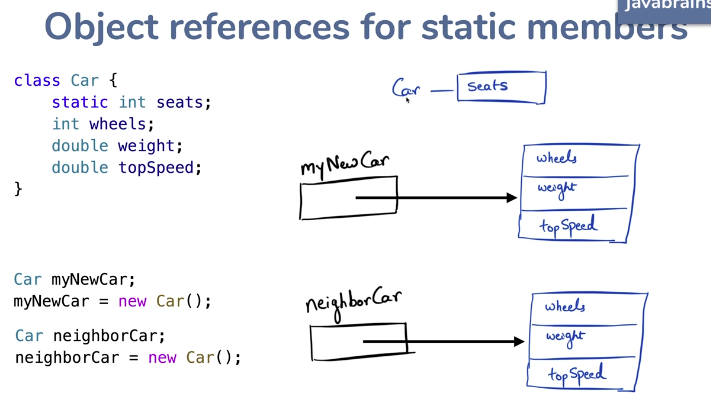 javabrains
Object references for static members
class Car {
static int seats;
int wheels;
double weight;
double topSpeed;
}
Car
seats
myNewCar
wheels
weight
topSpeed
Car myNewCar;
myNewCar = new Car();
Car neighborCar;
neighborCar = new Car();
neighborCar
wheels
weight
topSpeed